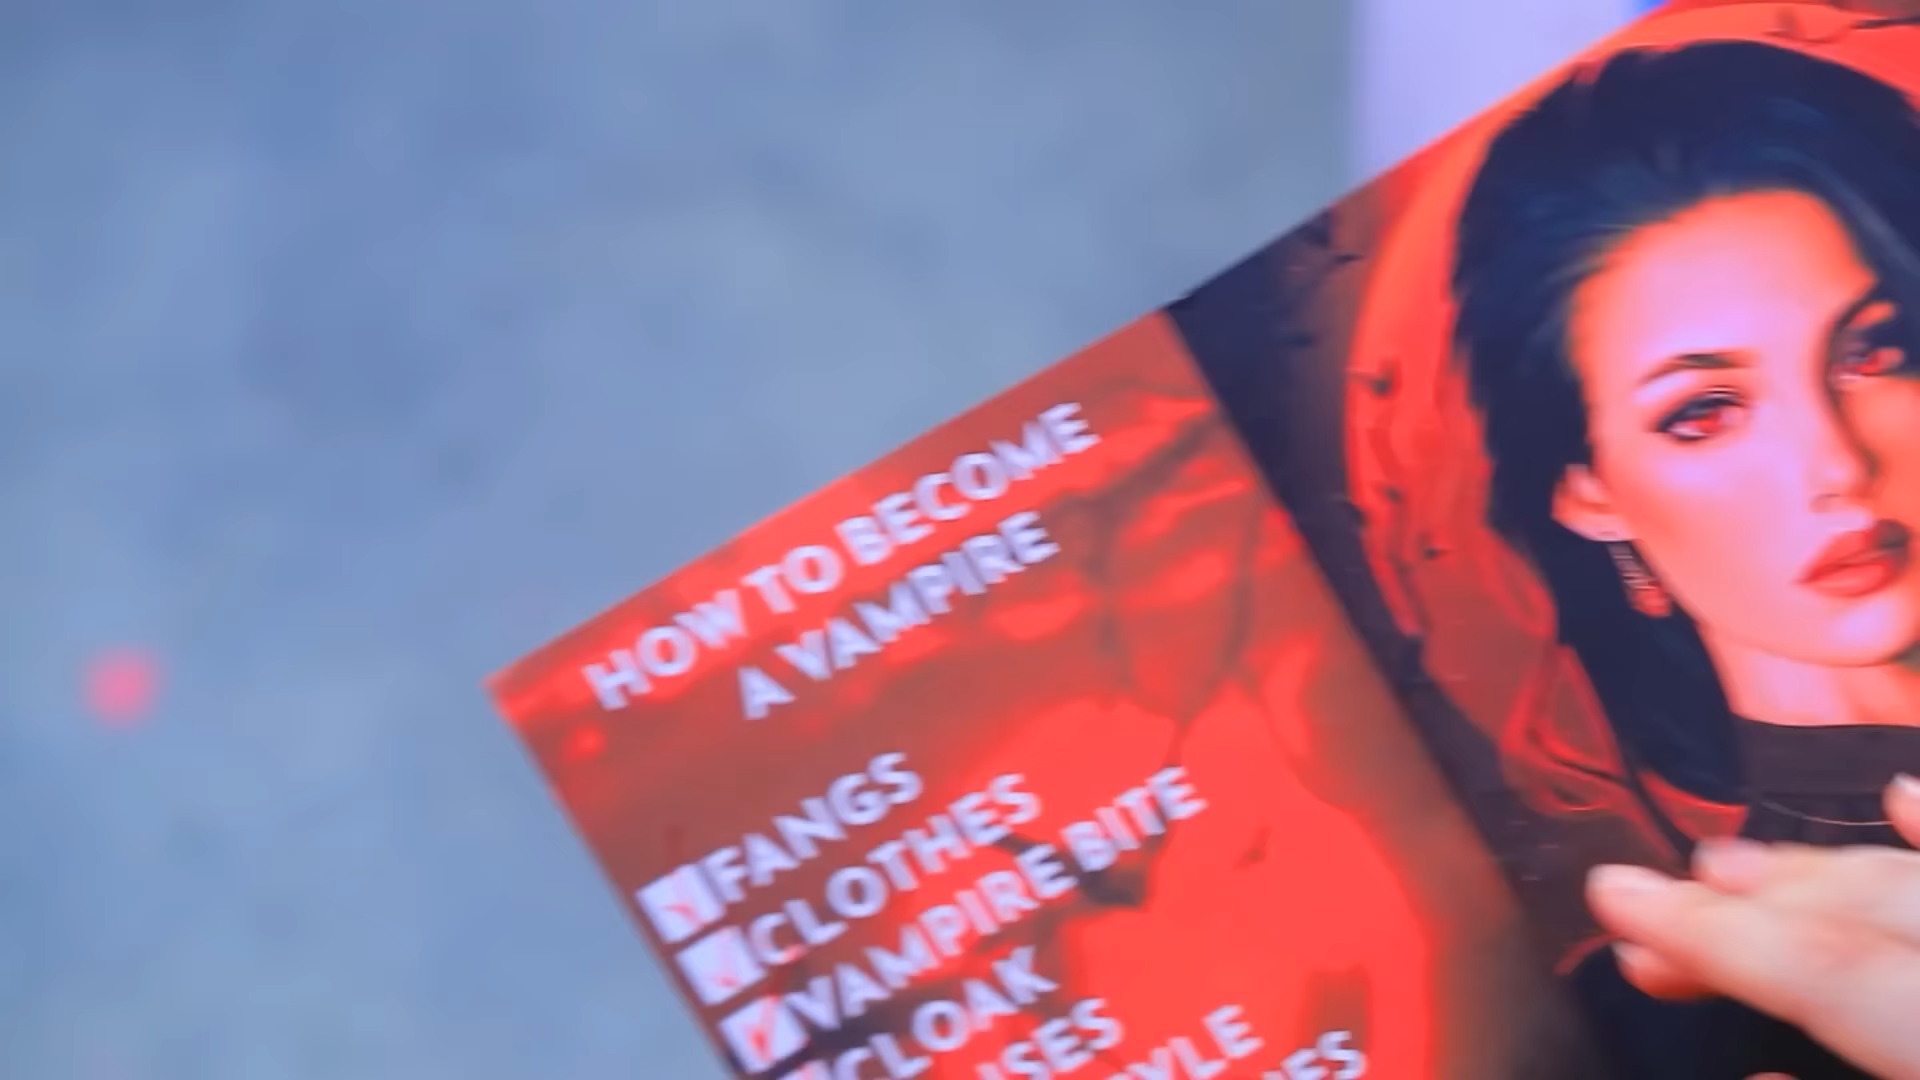 HOW TO BECOME
A VAMPIRE
FANGS
CLOTHES
VAMPIRE BITE
CLOAK